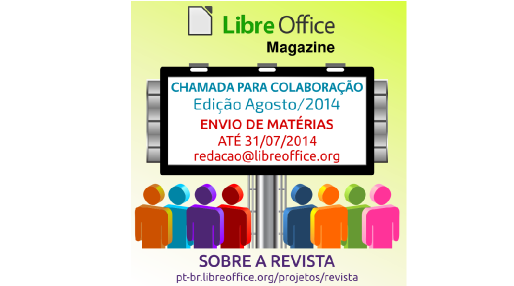 LibreOffice
Magazine
CHAMADA PARA COLABORAÇÃO
Edição Agosto/2014
ENVIO DE MATÉRIAS
ATÉ 31/07/2014
redacao@libreoffice.org
SOBRE A REVISTA
pt-br.libreoffice.org/projetos/revista